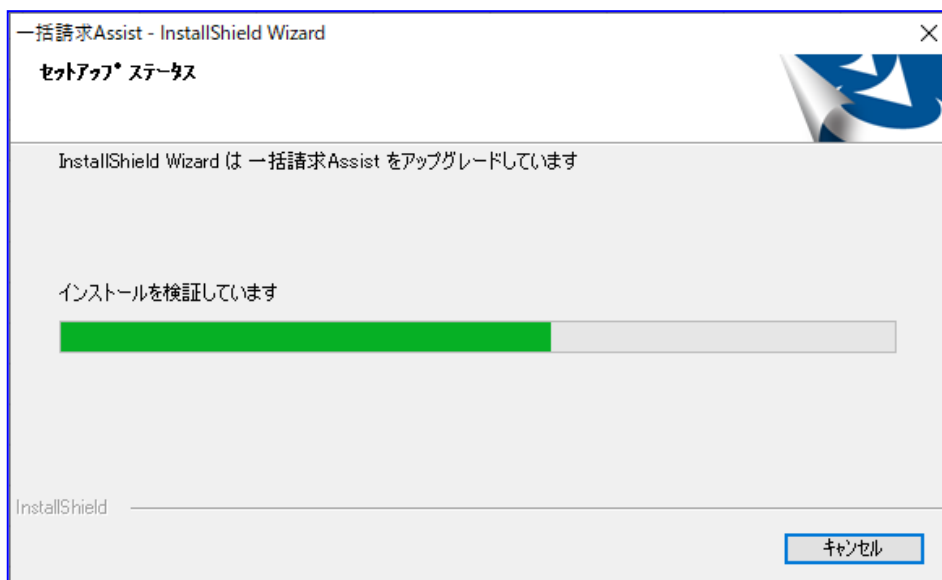 一括請求Assist - InstallShield Wizard
セットアップ ステータス
InstallShield Wizard は 一括請求Assist をアップグレードしています
インストールを検証しています
InstallShield
キャンセル